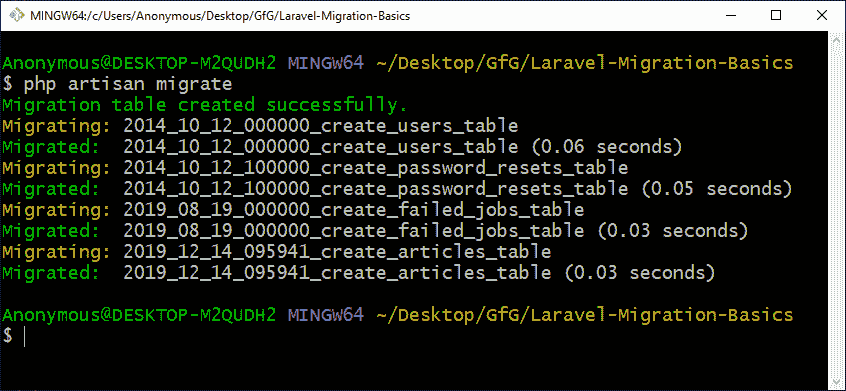 MINGW64:/c/Users/Anonymous/Desktop/GfG/Laravel-Migration-Basics
Anonymous@DESKTOP-M2QUDH2 MINGW64 ~/Desktop/GfG/Laravel-Migration-Basics
$ php artisan migrate
Migration table created successfully.
Migrating: 2014_10_12_000000_create_users_table
Migrated:  2014_10_12_000000_create_users_table (0.06 seconds)
Migrating: 2014_10_12_100000_create_password_resets_table
Migrated:  2014_10_12_100000_create_password_resets_table (0.05 seconds)
Migrating: 2019_08_19_000000_create_failed_jobs_table
Migrated:  2019_08_19_000000_create_failed_jobs_table (0.03 seconds)
Migrating: 2019_12_14_095941_create_articles_table
Migrated:  2019_12_14_095941_create_articles_table (0.03 seconds)
Anonymous@DESKTOP-M2QUDH2 MINGW64 ~/Desktop/GfG/Laravel-Migration-Basics
$